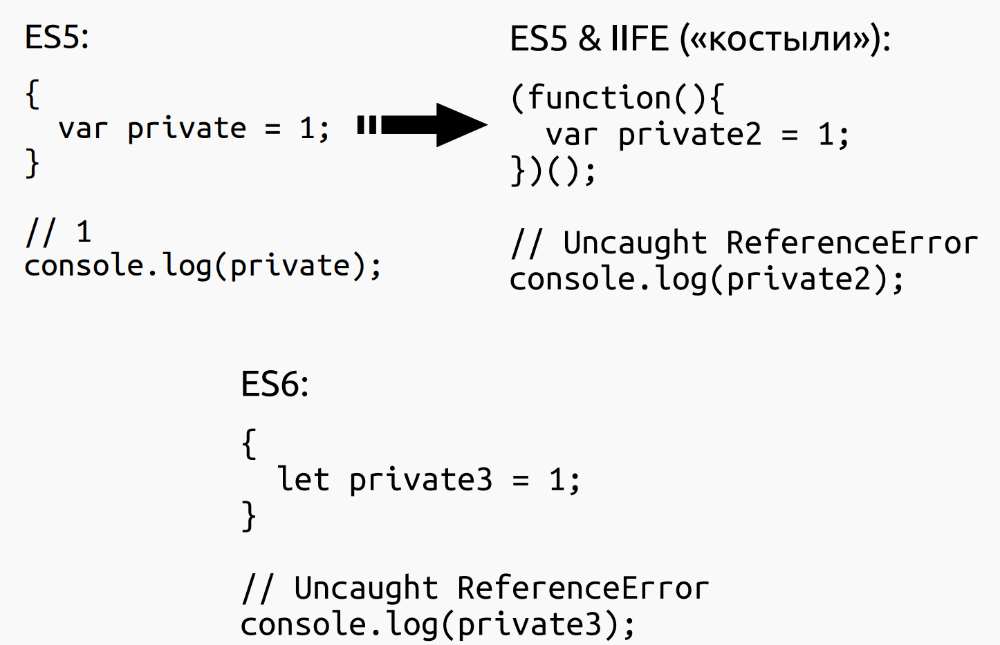 ES5:
{
  var private = 1;
}
// 1
console.log(private);
ES5 & IIFE («костыли»):
(function(){
  var private2 = 1;
})();
// Uncaught ReferenceError
console.log(private2);
ES6:
{
  let private3 = 1;
}
// Uncaught ReferenceError
console.log(private3);